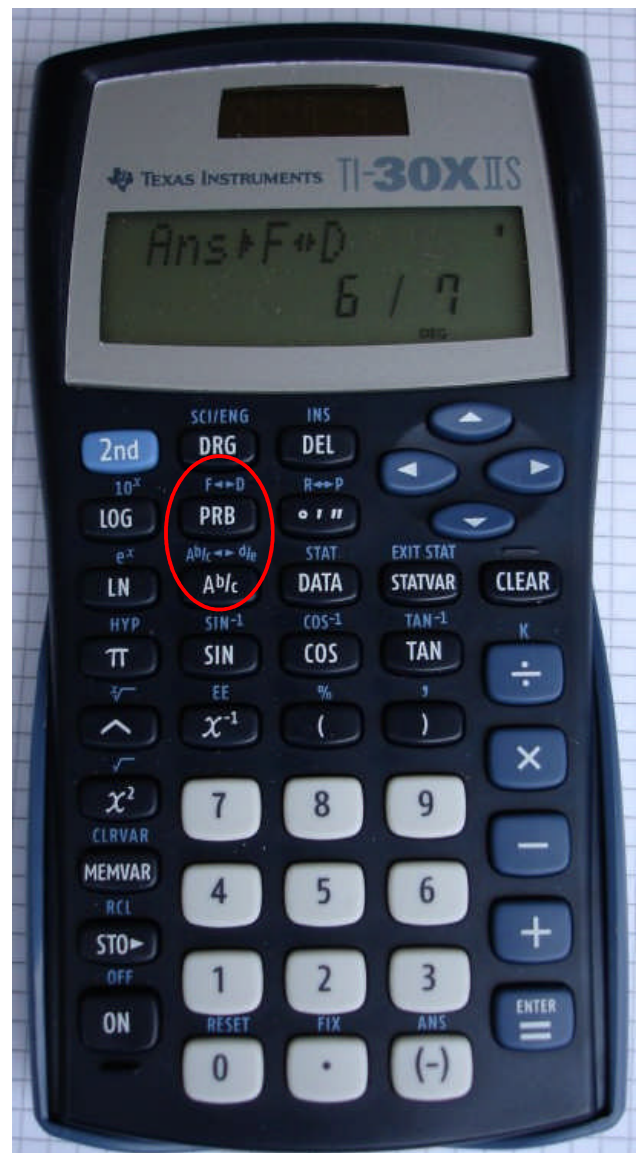 TEXAS INSTRUMENTS TI-30X IIS
Ans▸F◂▸D
6 / 7
DEG
SCI/ENG INS
2nd DRG DEL
10ˣ F◄►D R◄►P
LOG PRB ° ' "
eˣ Ab/c◄►d/e STAT EXIT STAT
LN Ab/c DATA STATVAR CLEAR
HYP SIN⁻¹ COS⁻¹ TAN⁻¹ K
π SIN COS TAN ÷
ˣ√ EE % ,
^ x⁻¹ ( ) ×
√
x² 7 8 9
CLRVAR −
MEMVAR 4 5 6
RCL
STO► +
OFF 1 2 3
ON RESET FIX ANS ENTER
0 . (−) =